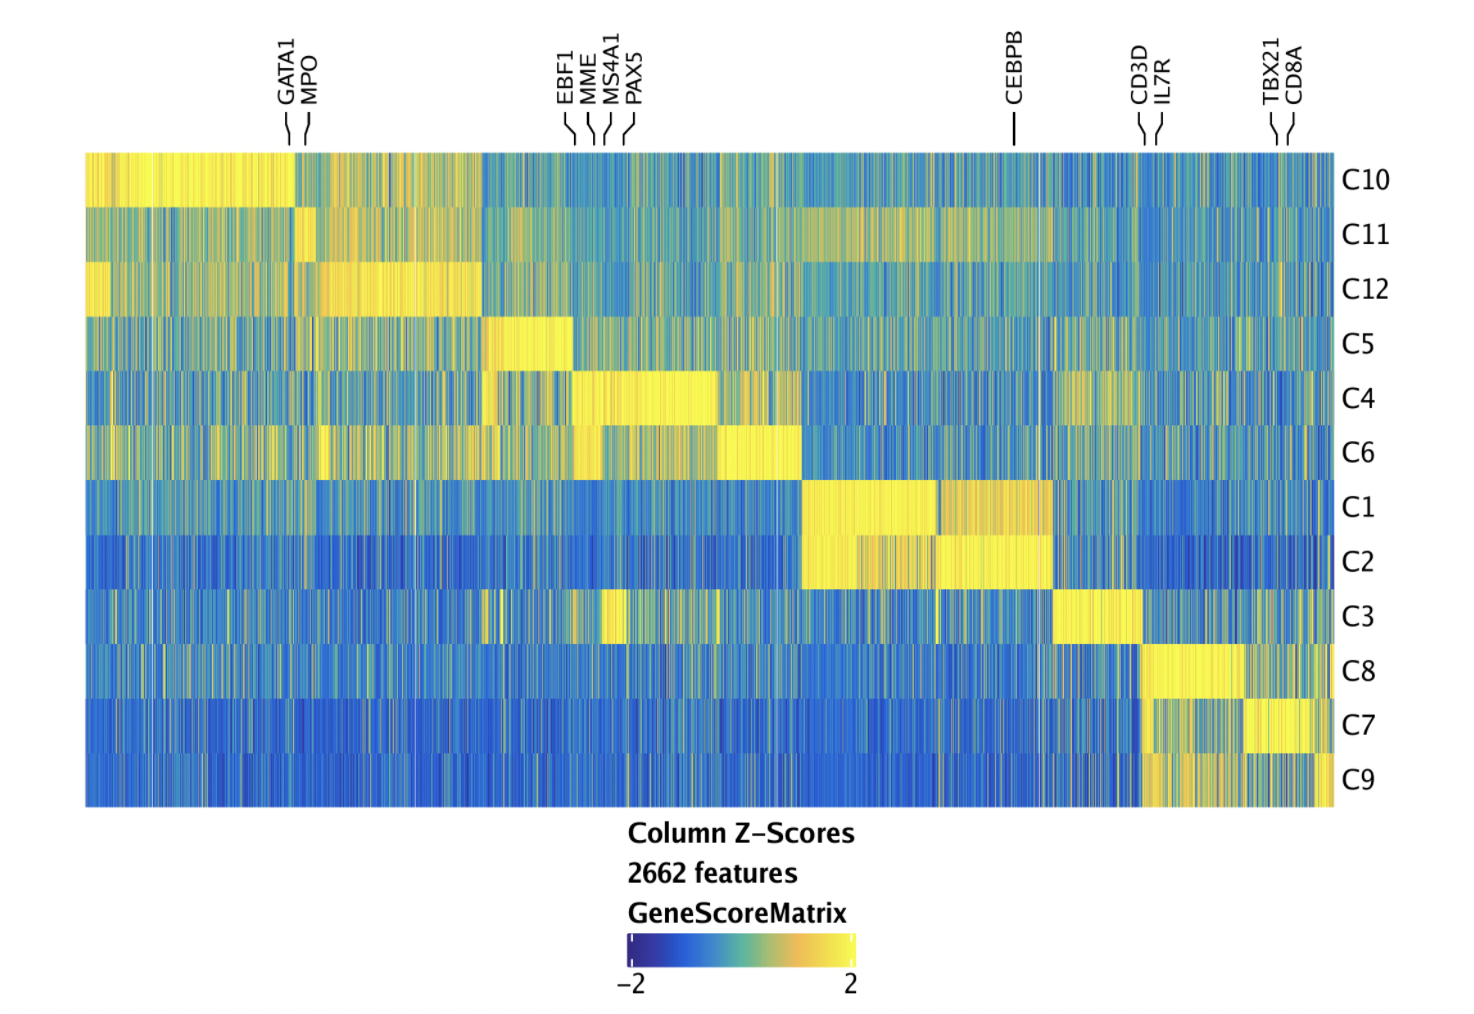 GATA1
MPO
EBF1
MME
MS4A1
PAX5
CEBPB
CD3D
IL7R
TBX21
CD8A
C10
C11
C12
C5
C4
C6
C1
C2
C3
C8
C7
C9
Column Z-Scores
2662 features
GeneScoreMatrix
-2 2